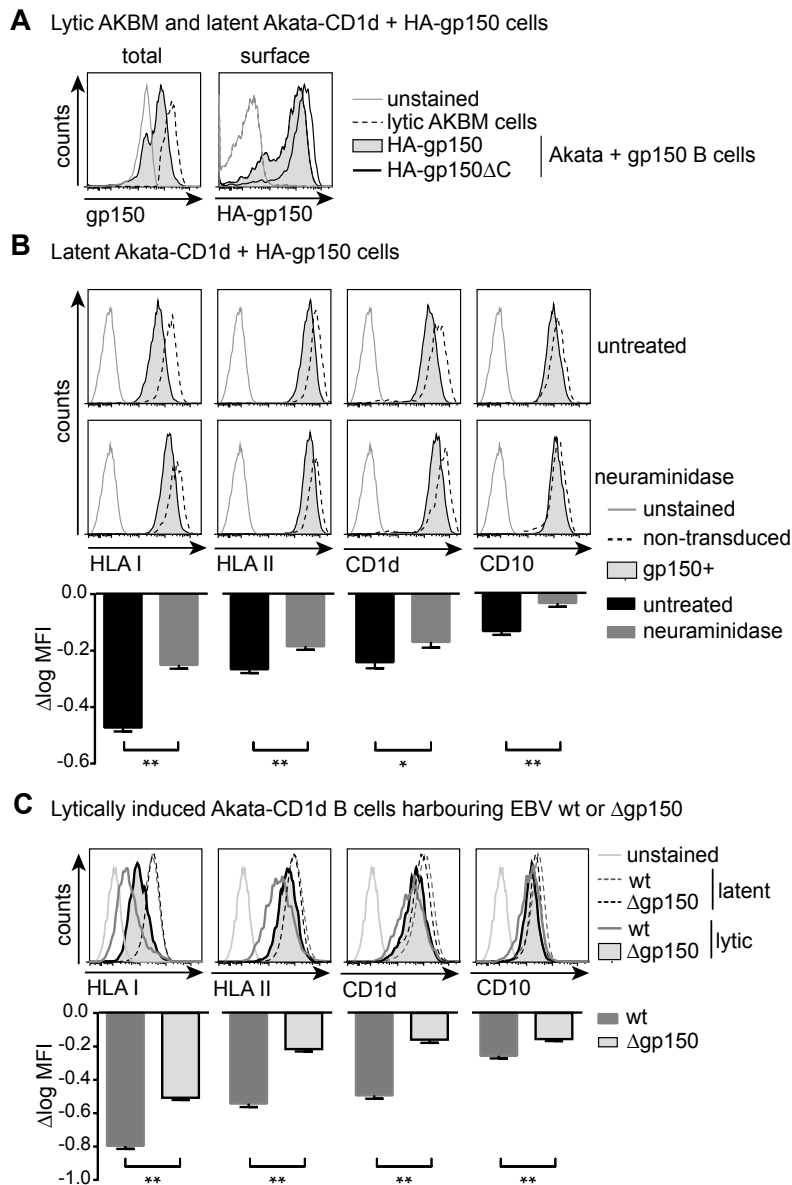 A Lytic AKBM and latent Akata-CD1d + HA-gp150 cells
total surface
counts
gp150 HA-gp150
unstained
lytic AKBM cells
HA-gp150
HA-gp150ΔC
Akata + gp150 B cells
B Latent Akata-CD1d + HA-gp150 cells
counts
untreated
neuraminidase
unstained
non-transduced
gp150+
HLA I HLA II CD1d CD10
untreated
neuraminidase
Δlog MFI
0.0
-0.2
-0.4
-0.6
** ** * **
C Lytically induced Akata-CD1d B cells harbouring EBV wt or Δgp150
counts
unstained
wt
Δgp150
latent
wt
Δgp150
lytic
HLA I HLA II CD1d CD10
wt
Δgp150
Δlog MFI
0.0
-0.2
-0.4
-0.6
-0.8
-1.0
** ** ** **